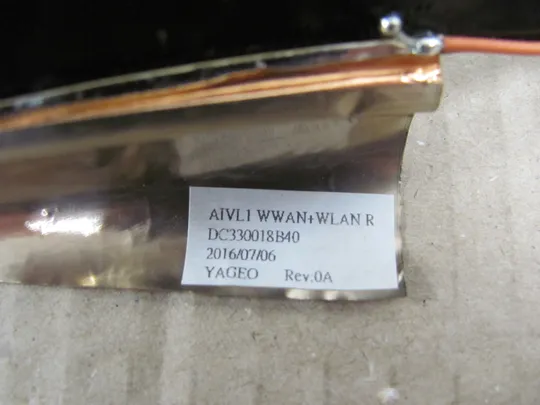 AIVL1 WWAN+WLAN R
DC330018B40
2016/07/06
YAGEO Rev.0A